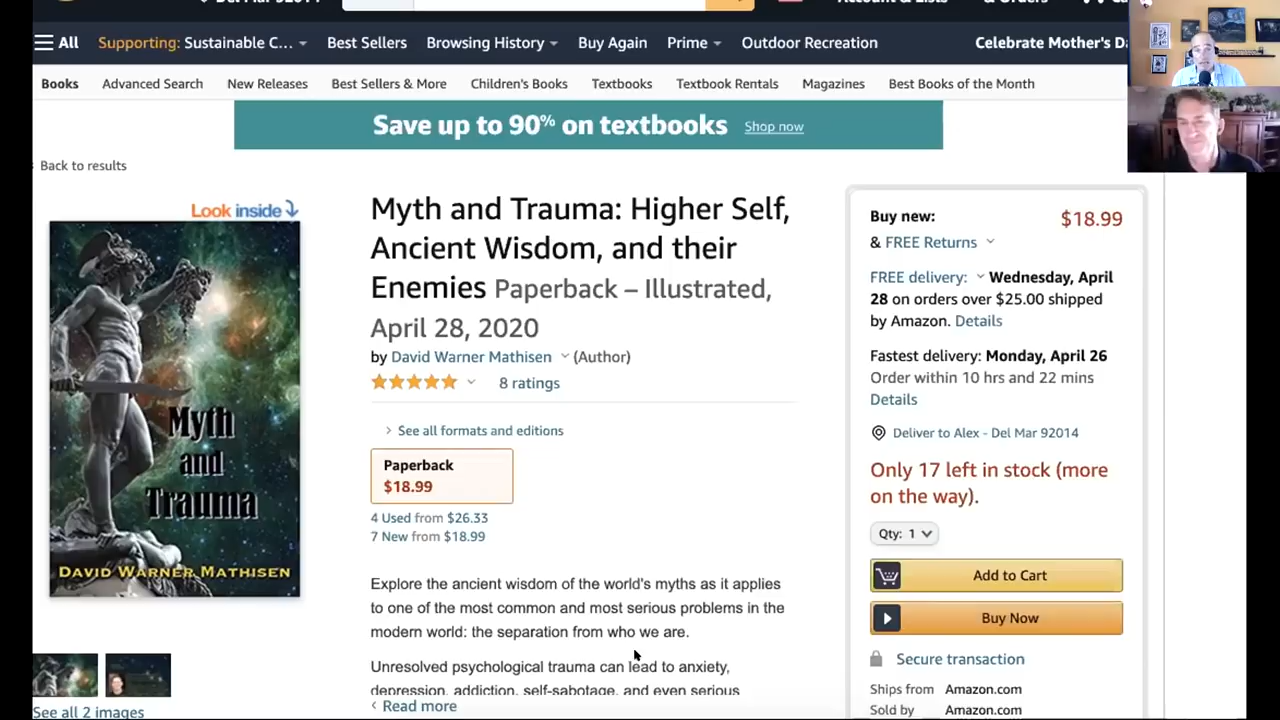 All
Supporting: Sustainable C...
Best Sellers
Browsing History
Buy Again
Prime
Outdoor Recreation
Celebrate Mother's
Books
Advanced Search
New Releases
Best Sellers & More
Children's Books
Textbooks
Textbook Rentals
Magazines
Best Books of the Month
Save up to 90% on textbooks Shop now
Back to results
Look inside
Myth
and
Trauma
DAVID WARNER MATHISEN
See all 2 images
Myth and Trauma: Higher Self,
Ancient Wisdom, and their
Enemies Paperback – Illustrated,
April 28, 2020
by David Warner Mathisen (Author)
8 ratings
See all formats and editions
Paperback
$18.99
4 Used from $26.33
7 New from $18.99
Explore the ancient wisdom of the world's myths as it applies
to one of the most common and most serious problems in the
modern world: the separation from who we are.
Unresolved psychological trauma can lead to anxiety,
depression, addiction, self-sabotage, and even serious
Read more
Buy new: $18.99
& FREE Returns
FREE delivery: Wednesday, April
28 on orders over $25.00 shipped
by Amazon. Details
Fastest delivery: Monday, April 26
Order within 10 hrs and 22 mins
Details
Deliver to Alex - Del Mar 92014
Only 17 left in stock (more
on the way).
Qty: 1
Add to Cart
Buy Now
Secure transaction
Ships from Amazon.com
Sold by Amazon.com